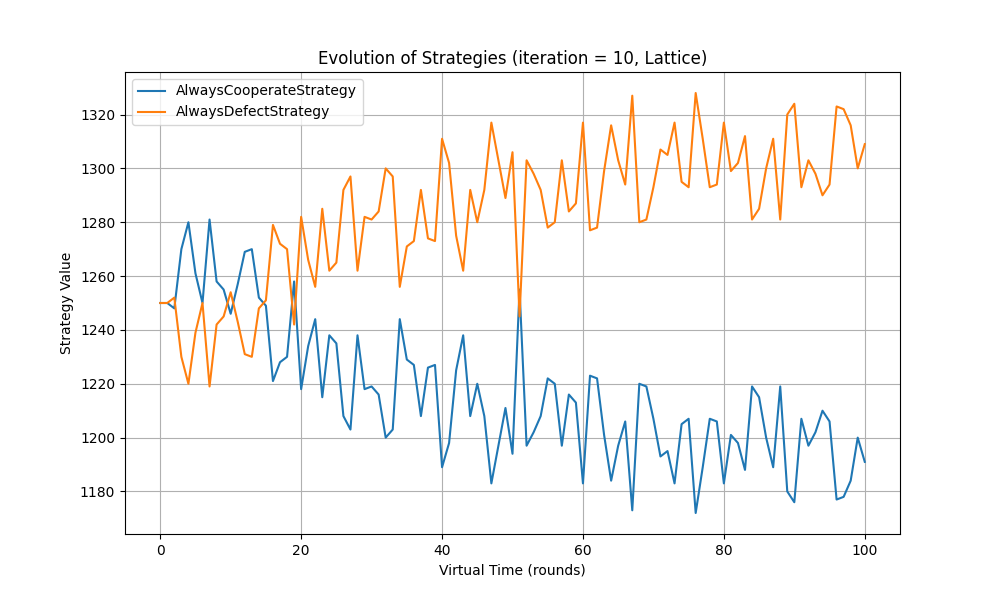 Evolution of Strategies (iteration = 10, Lattice)
AlwaysCooperateStrategy
AlwaysDefectStrategy
Strategy Value
1320
1300
1280
1260
1240
1220
1200
1180
0 20 40 60 80 100
Virtual Time (rounds)